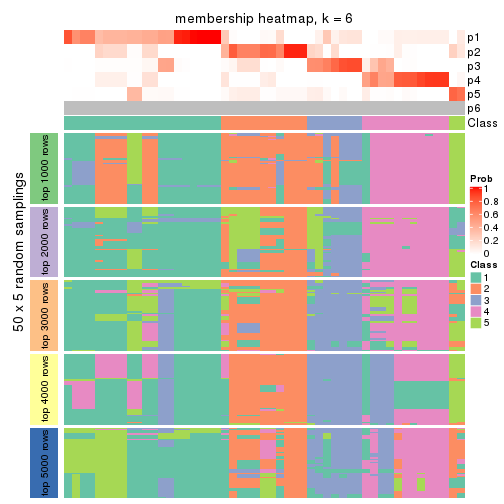 membership heatmap, k = 6
p1
p2
p3
p4
p5
p6
Class
50 x 5 random samplings
top 1000 rows
top 2000 rows
top 3000 rows
top 4000 rows
top 5000 rows
Prob
1
0.8
0.6
0.4
0.2
0
Class
1
2
3
4
5